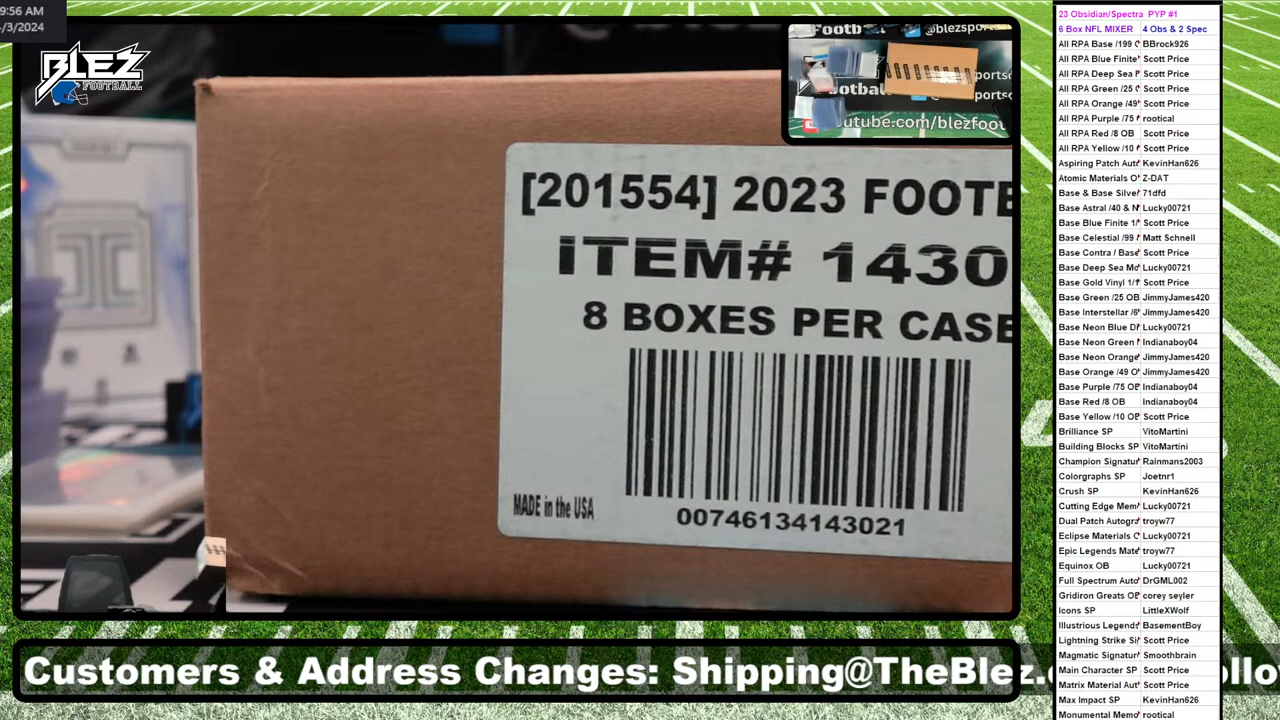 9:56 AM
/3/2024
BLEZ
FOOTBALL
Football
@blezsports
ootball
outube.com/blezfoot
[201554] 2023 FOOTB
ITEM# 1430
8 BOXES PER CASE
MADE in the USA
00746134143021
Customers & Address Changes: Shipping@TheBlez.
23 Obsidian/Spectra PYP #1
6 Box NFL MIXER 4 Obs & 2 Spec
All RPA Base /199 BBrock926
All RPA Blue Finite Scott Price
All RPA Deep Sea Scott Price
All RPA Green /25 Scott Price
All RPA Orange /49 Scott Price
All RPA Purple /75 rootical
All RPA Red /8 OB Scott Price
All RPA Yellow /10 Scott Price
Aspiring Patch Aut KevinHan626
Atomic Materials Z-DAT
Base & Base Silve 71dfd
Base Astral /40 & Lucky00721
Base Blue Finite 1/ Scott Price
Base Celestial /99 Matt Schnell
Base Contra / Base Scott Price
Base Deep Sea Lucky00721
Base Gold Vinyl 1/ Scott Price
Base Green /25 OB JimmyJames420
Base Interstellar / JimmyJames420
Base Neon Blue Lucky00721
Base Neon Green Indianaboy04
Base Neon Orange JimmyJames420
Base Orange /49 JimmyJames420
Base Purple /75 OB Indianaboy04
Base Red /8 OB Indianaboy04
Base Yellow /10 Scott Price
Brilliance SP VitoMartini
Building Blocks SP VitoMartini
Champion Signatur Rainmans2003
Colorgraphs SP Joetnr1
Crush SP KevinHan626
Cutting Edge Mem Lucky00721
Dual Patch Autogra troyw77
Eclipse Materials Lucky00721
Epic Legends Mate troyw77
Equinox OB Lucky00721
Full Spectrum Auto DrGML002
Gridiron Greats corey seyler
Icons SP LittleXWolf
Illustrious Legends BasementBoy
Lightning Strike Si Scott Price
Magmatic Signatur Smoothbrain
Main Character SP Scott Price
Matrix Material Aut Scott Price
Max Impact SP KevinHan626
Monumental Memo rootical